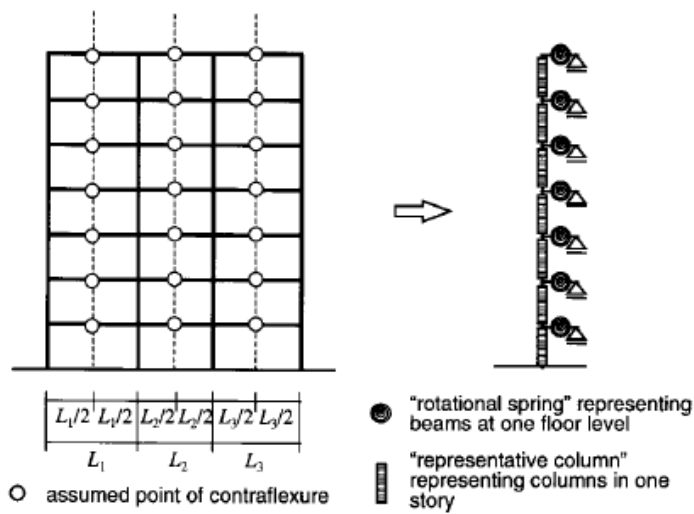 L₁/2 L₁/2 L₂/2 L₂/2 L₃/2 L₃/2
L₁ L₂ L₃
assumed point of contraflexure
"rotational spring" representing
beams at one floor level
"representative column"
representing columns in one
story